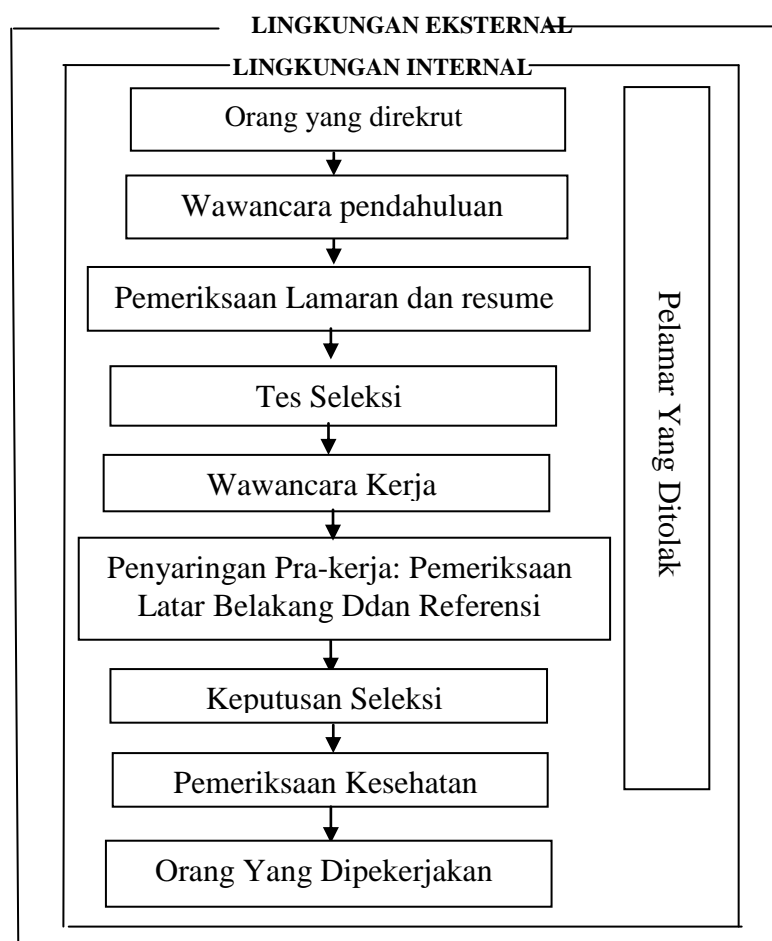 LINGKUNGAN EKSTERNAL
LINGKUNGAN INTERNAL
Orang yang direkrut
Wawancara pendahuluan
Pemeriksaan Lamaran dan resume
Tes Seleksi
Wawancara Kerja
Penyaringan Pra-kerja: Pemeriksaan
Latar Belakang Ddan Referensi
Keputusan Seleksi
Pemeriksaan Kesehatan
Orang Yang Dipekerjakan
Pelamar Yang Ditolak